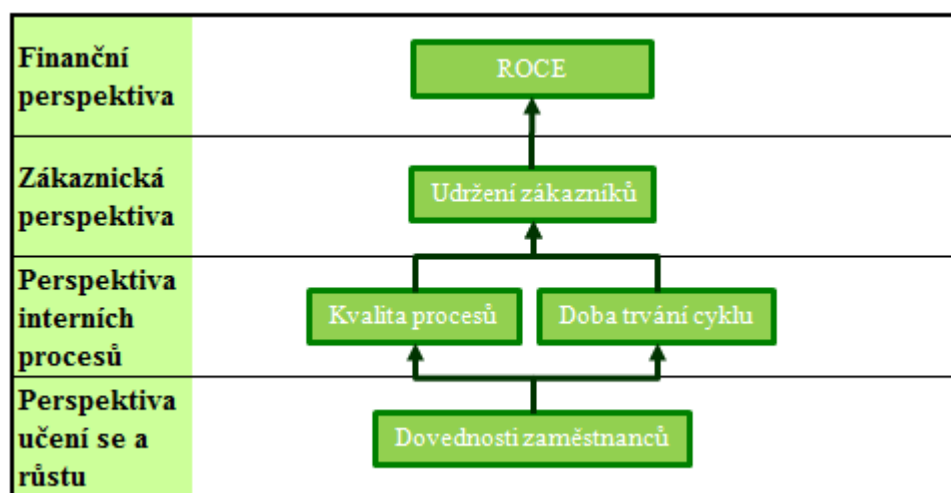 Finanční
perspektiva
ROCE
Zákaznická
perspektiva
Udržení zákazníků
Perspektiva
interních
procesů
Kvalita procesů
Doba trvání cyklu
Perspektiva
učení se a
růstu
Dovednosti zaměstnanců